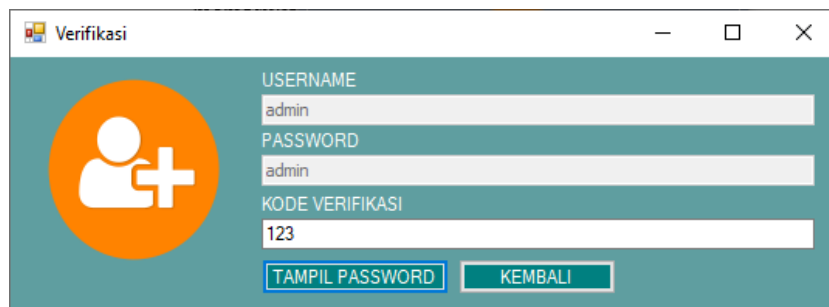 Verifikasi
USERNAME
admin
PASSWORD
admin
KODE VERIFIKASI
123
TAMPIL PASSWORD KEMBALI